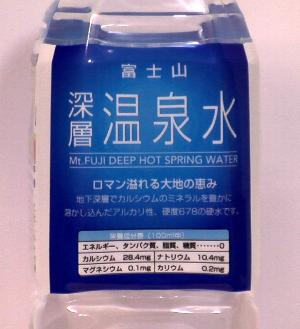 富士山
深層 温泉水
Mt.FUJI DEEP HOT SPRING WATER
ロマン溢れる大地の恵み
地下深層でカルシウムのミネラルを豊かに
溶かし込んだアルカリ性、硬度678の硬水です。
栄養成分表（100ml中）
エネルギー、タンパク質、脂質、糖質･･･････0
カルシウム 28.4mg ナトリウム 10.4mg
マグネシウム 0.1mg カリウム 0.2mg